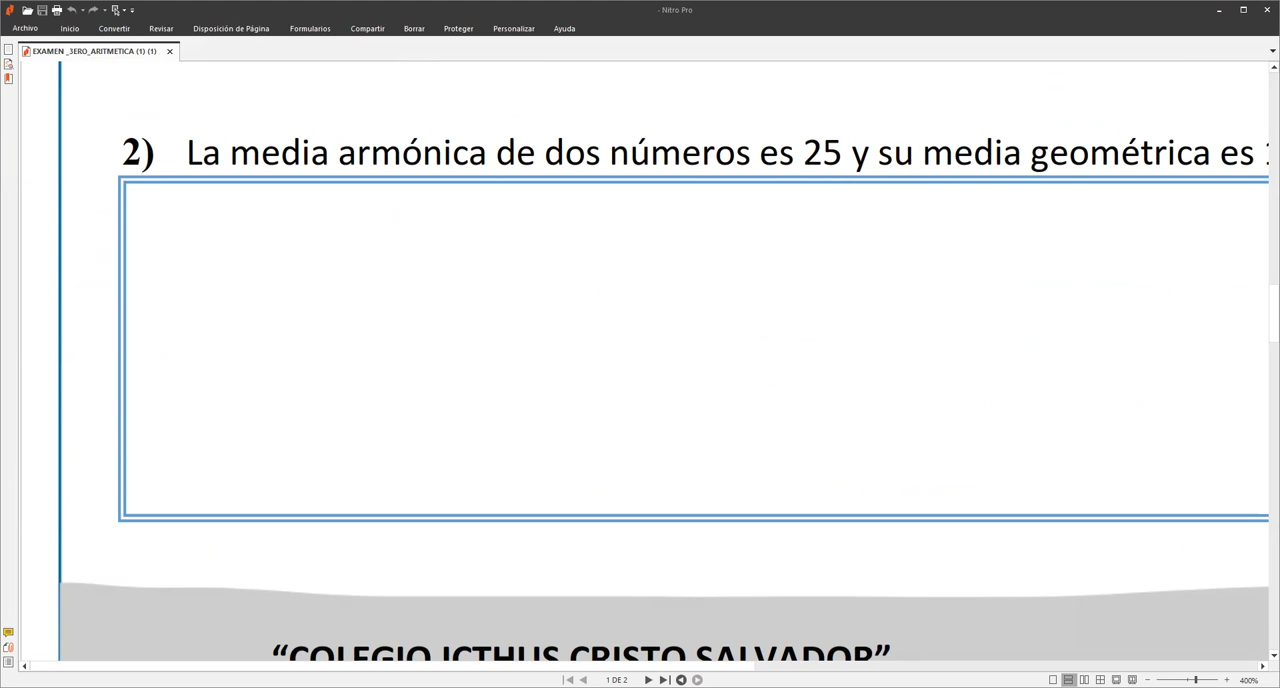 - Nitro Pro
Archivo Inicio Convertir Revisar Disposición de Página Formularios Compartir Borrar Proteger Personalizar Ayuda
EXAMEN _3ERO_ARITMETICA (1) (1)
2) La media armónica de dos números es 25 y su media geométrica es
“COLEGIO ICTHUS CRISTO SALVADOR”
1 DE 2
400%